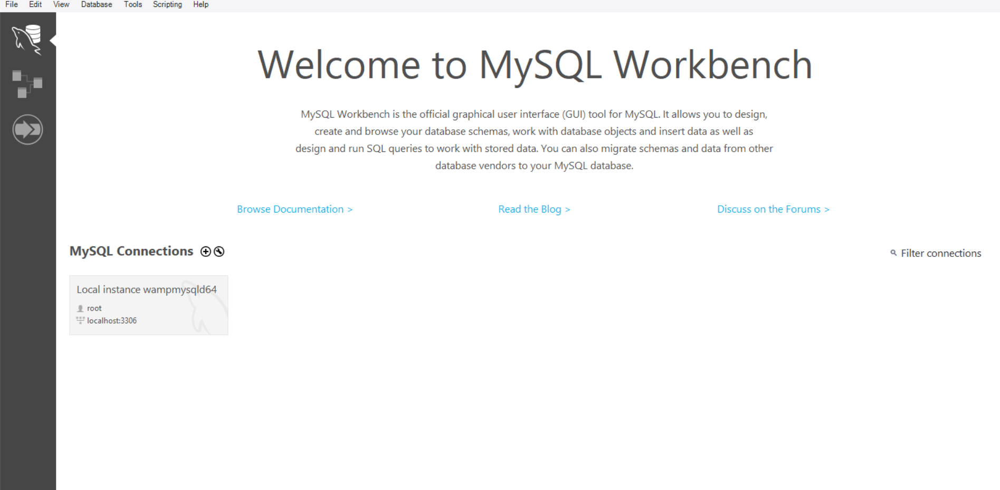 File Edit View Database Tools Scripting Help
Welcome to MySQL Workbench
MySQL Workbench is the official graphical user interface (GUI) tool for MySQL. It allows you to design,
create and browse your database schemas, work with database objects and insert data as well as
design and run SQL queries to work with stored data. You can also migrate schemas and data from other
database vendors to your MySQL database.
Browse Documentation > Read the Blog > Discuss on the Forums >
MySQL Connections Filter connections
Local instance wampmysqld64
root
localhost:3306